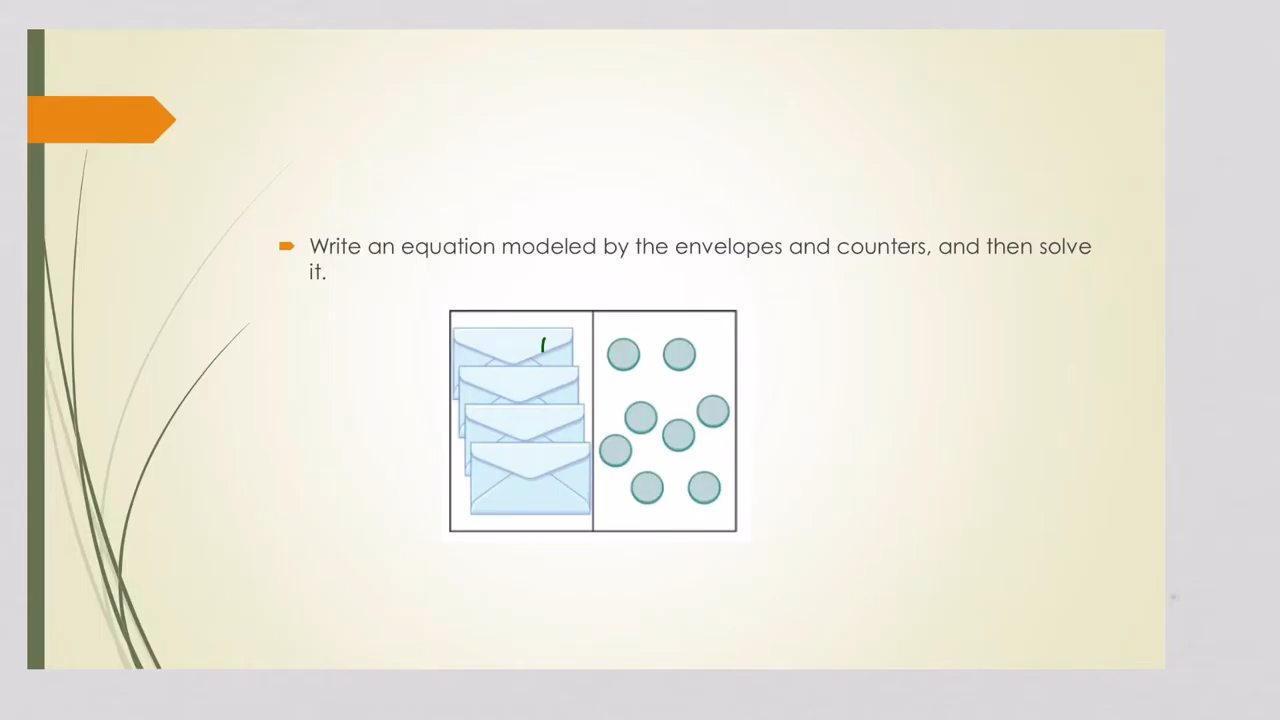 Write an equation modeled by the envelopes and counters, and then solve
it.